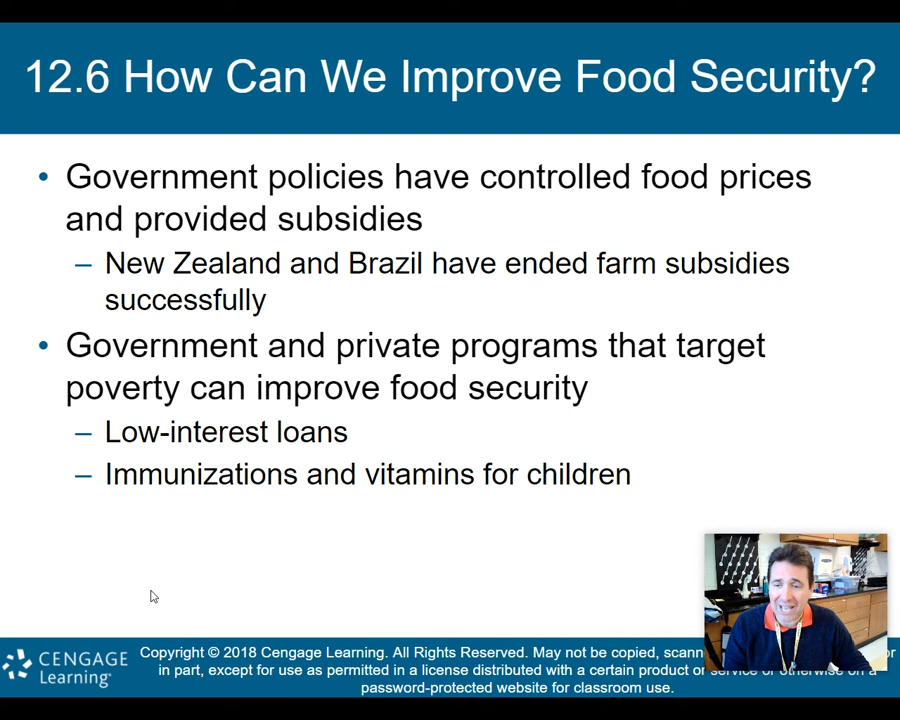 12.6 How Can We Improve Food Security?
• Government policies have controlled food prices
and provided subsidies
– New Zealand and Brazil have ended farm subsidies
successfully
• Government and private programs that target
poverty can improve food security
– Low-interest loans
– Immunizations and vitamins for children
CENGAGE
Learning™
Copyright © 2018 Cengage Learning. All Rights Reserved. May not be copied, scann or
in part, except for use as permitted in a license distributed with a certain product or service or otherwise on a
password-protected website for classroom use.